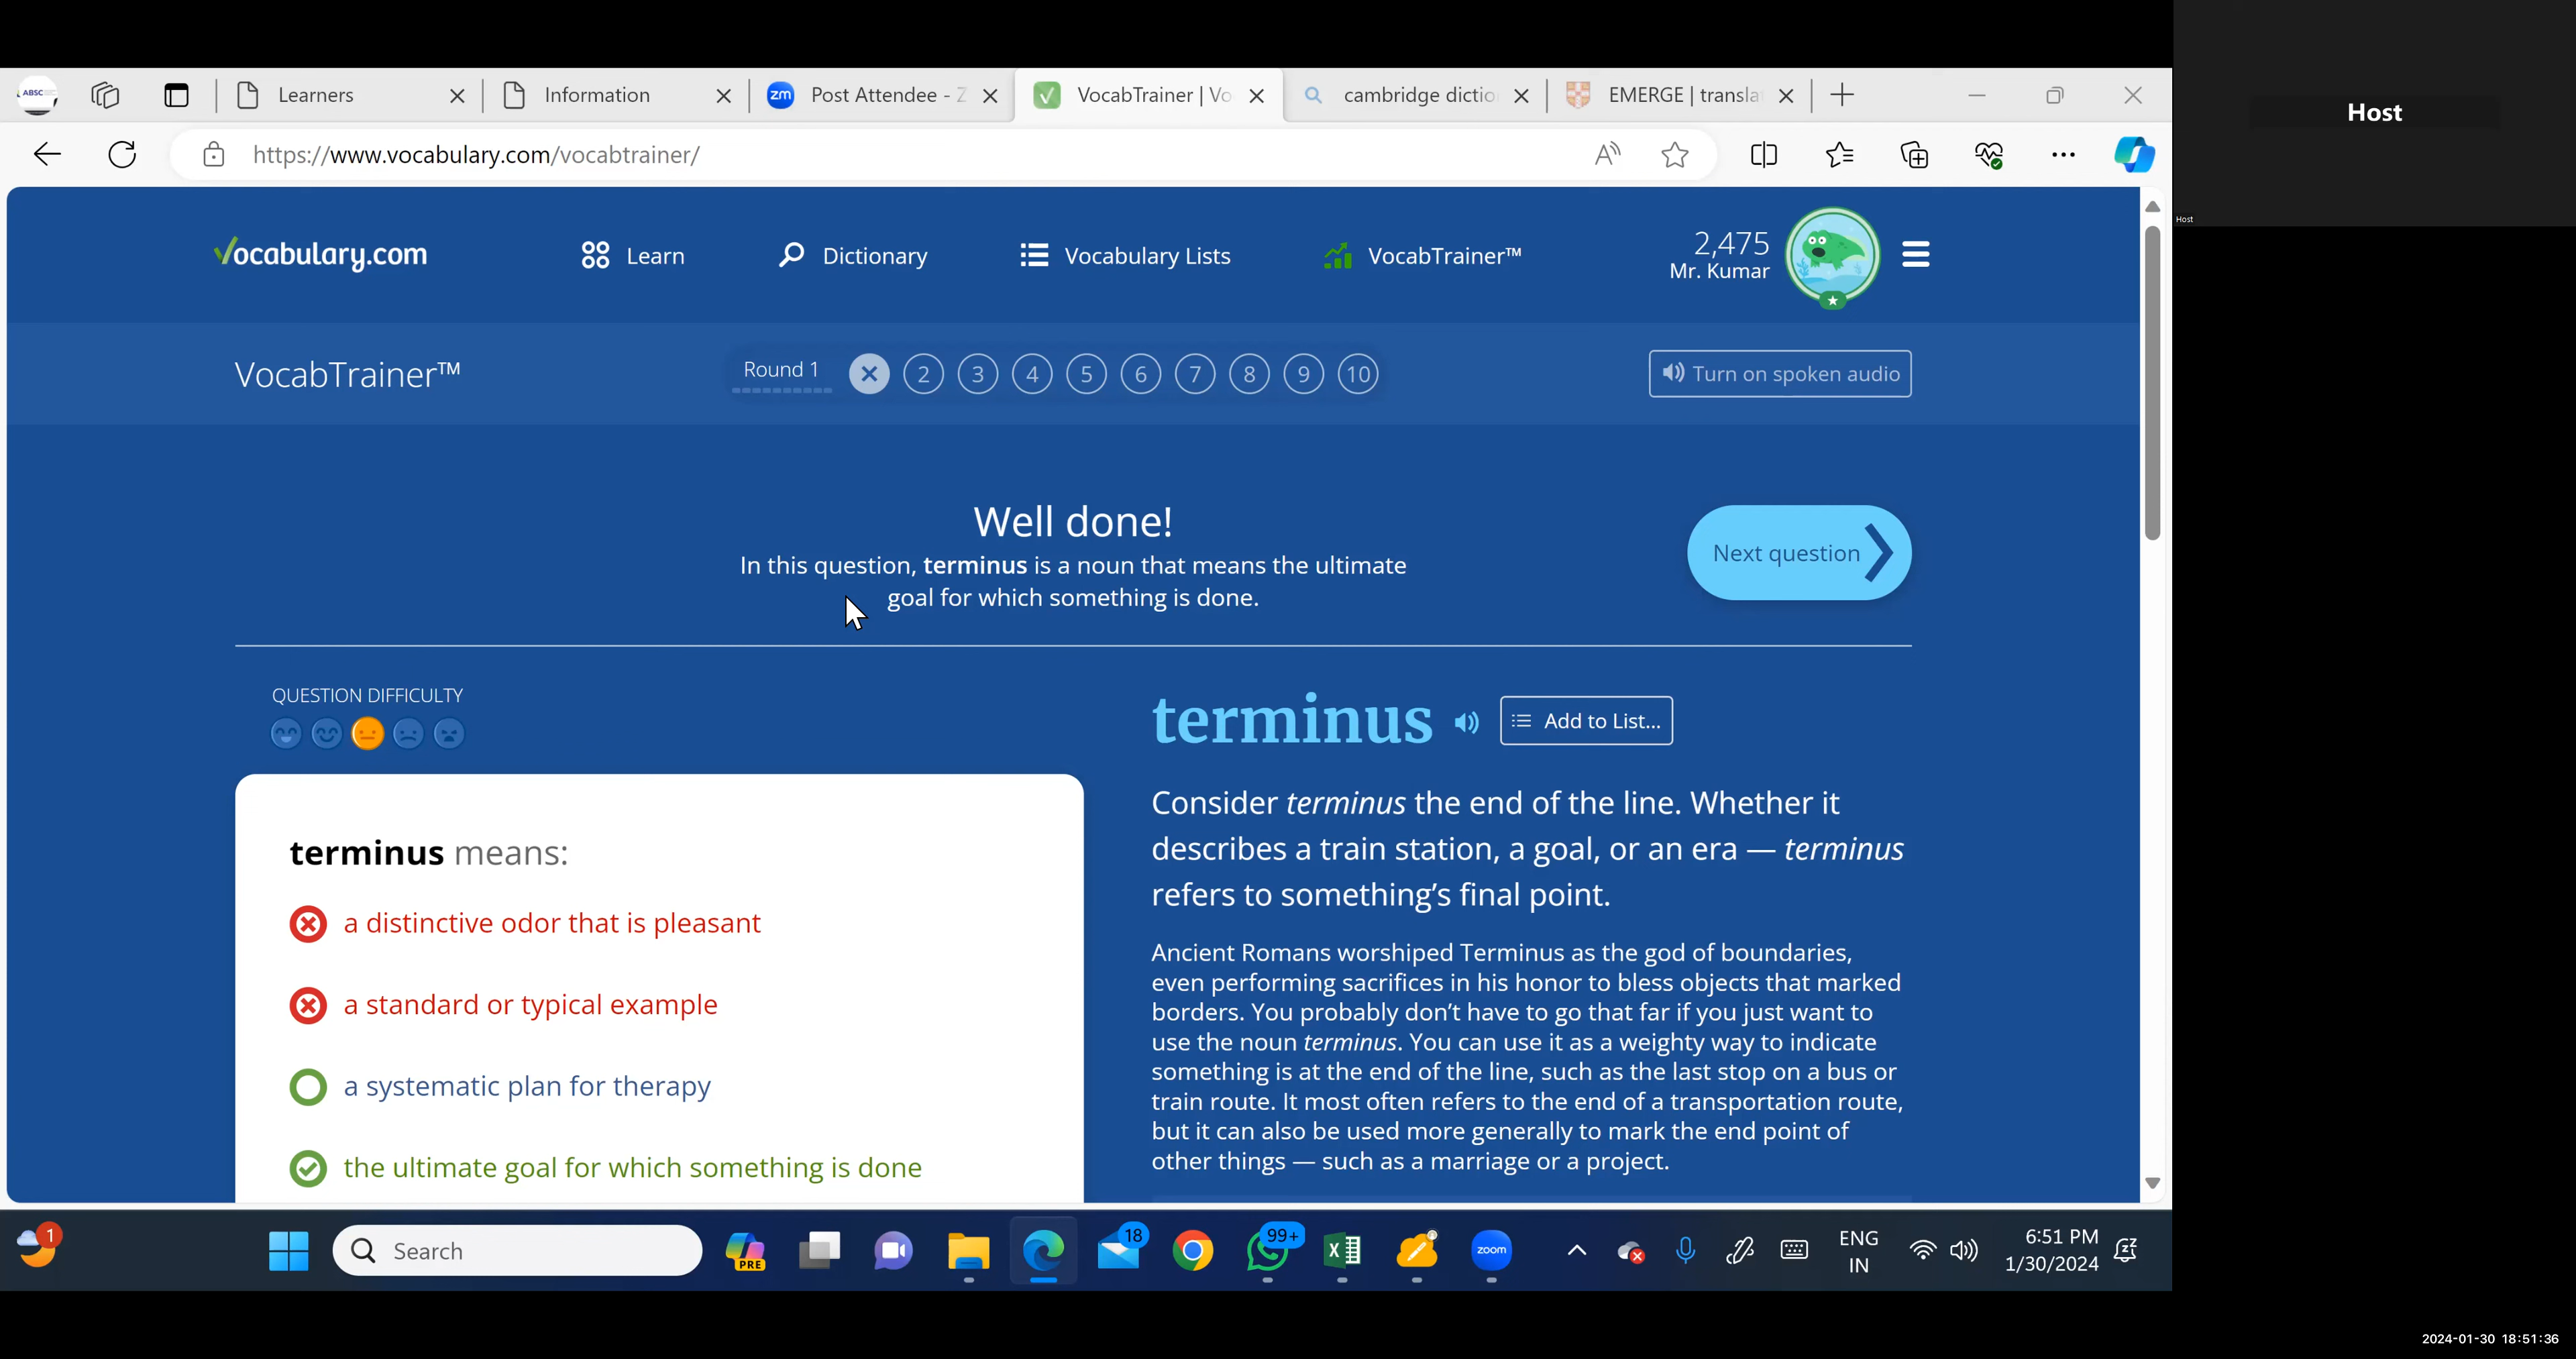 Host
Host
ABSC
Learners
Information
zm Post Attendee - Z
VocabTrainer | Vo
cambridge dictio
EMERGE | transla
https://www.vocabulary.com/vocabtrainer/
Vocabulary.com
Learn
Dictionary
Vocabulary Lists
VocabTrainer™
2,475
Mr. Kumar
VocabTrainer™
Round 1
2 3 4 5 6 7 8 9 10
Turn on spoken audio
Well done!
In this question, terminus is a noun that means the ultimate
goal for which something is done.
Next question
QUESTION DIFFICULTY
terminus means:
a distinctive odor that is pleasant
a standard or typical example
a systematic plan for therapy
the ultimate goal for which something is done
terminus
Add to List...
Consider terminus the end of the line. Whether it
describes a train station, a goal, or an era — terminus
refers to something’s final point.
Ancient Romans worshiped Terminus as the god of boundaries,
even performing sacrifices in his honor to bless objects that marked
borders. You probably don’t have to go that far if you just want to
use the noun terminus. You can use it as a weighty way to indicate
something is at the end of the line, such as the last stop on a bus or
train route. It most often refers to the end of a transportation route,
but it can also be used more generally to mark the end point of
other things — such as a marriage or a project.
1
Search
PRE
18
99+
zoom
ENG
IN
6:51 PM
1/30/2024
2024-01-30 18:51:36